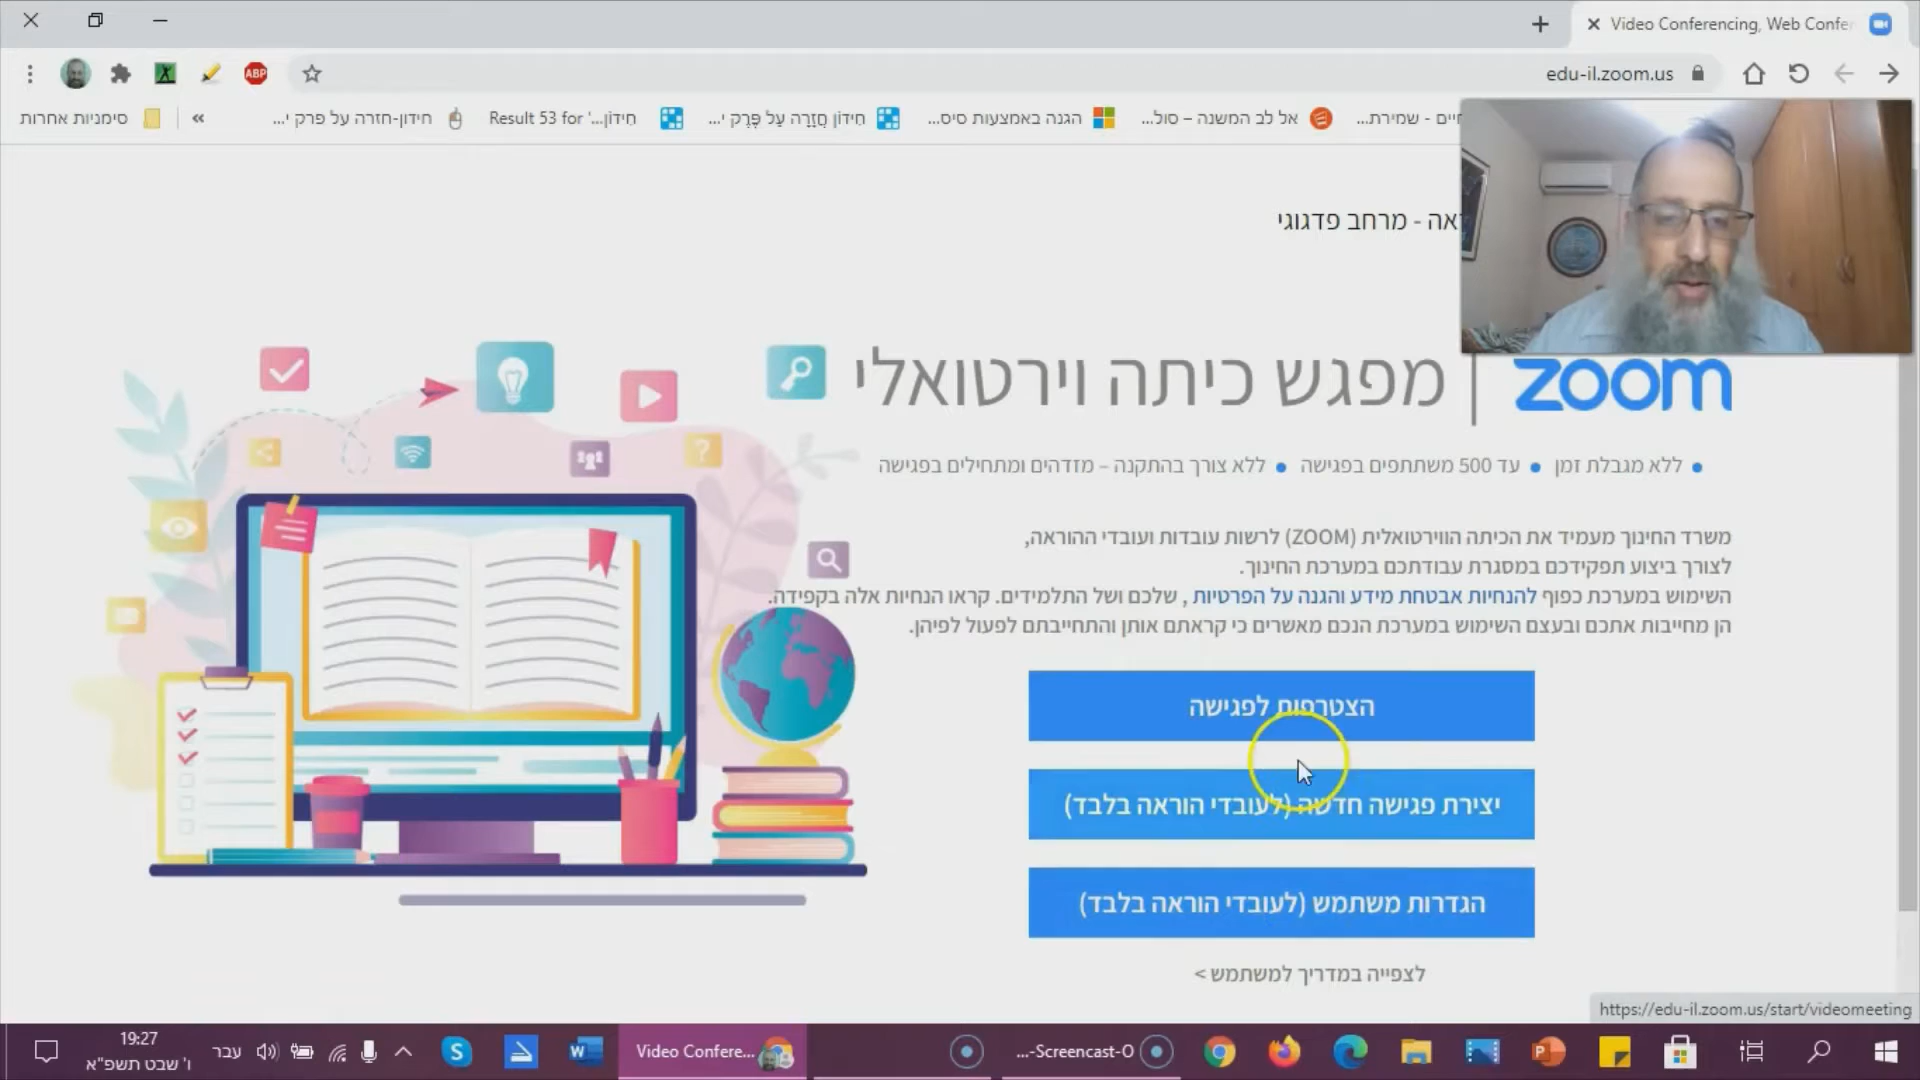 Video Conferencing, Web Confe
edu-il.zoom.us
ABP
חיים - שמירת...
אל לב המשנה – סול...
הגנה באמצעות סיס...
חִידוֹן חֲזָרָה עַל פֶּרֶק י...
Result 53 for '...חִידוֹן
חידון-חזרה על פרק י...
»
סימניות אחרות
אה - מרחב פדגוגי
zoom | מפגש כיתה וירטואלי
• ללא מגבלת זמן • עד 500 משתתפים בפגישה • ללא צורך בהתקנה – מזדהים ומתחילים בפגישה
משרד החינוך מעמיד את הכיתה הווירטואלית (ZOOM) לרשות עובדות ועובדי ההוראה,
לצורך ביצוע תפקידכם במסגרת עבודתכם במערכת החינוך.
השימוש במערכת כפוף להנחיות אבטחת מידע והגנה על הפרטיות , שלכם ושל התלמידים. קראו הנחיות אלה בקפידה.
הן מחייבות אתכם ובעצם השימוש במערכת הנכם מאשרים כי קראתם אותן והתחייבתם לפעול לפיהן.
הצטרפות לפגישה
יצירת פגישה חדשה (לעובדי הוראה בלבד)
הגדרות משתמש (לעובדי הוראה בלבד)
לצפייה במדריך למשתמש >
https://edu-il.zoom.us/start/videomeeting
Screencast-O-...
Video Confere...
עבר
19:27
ו' שבט תשפ"א